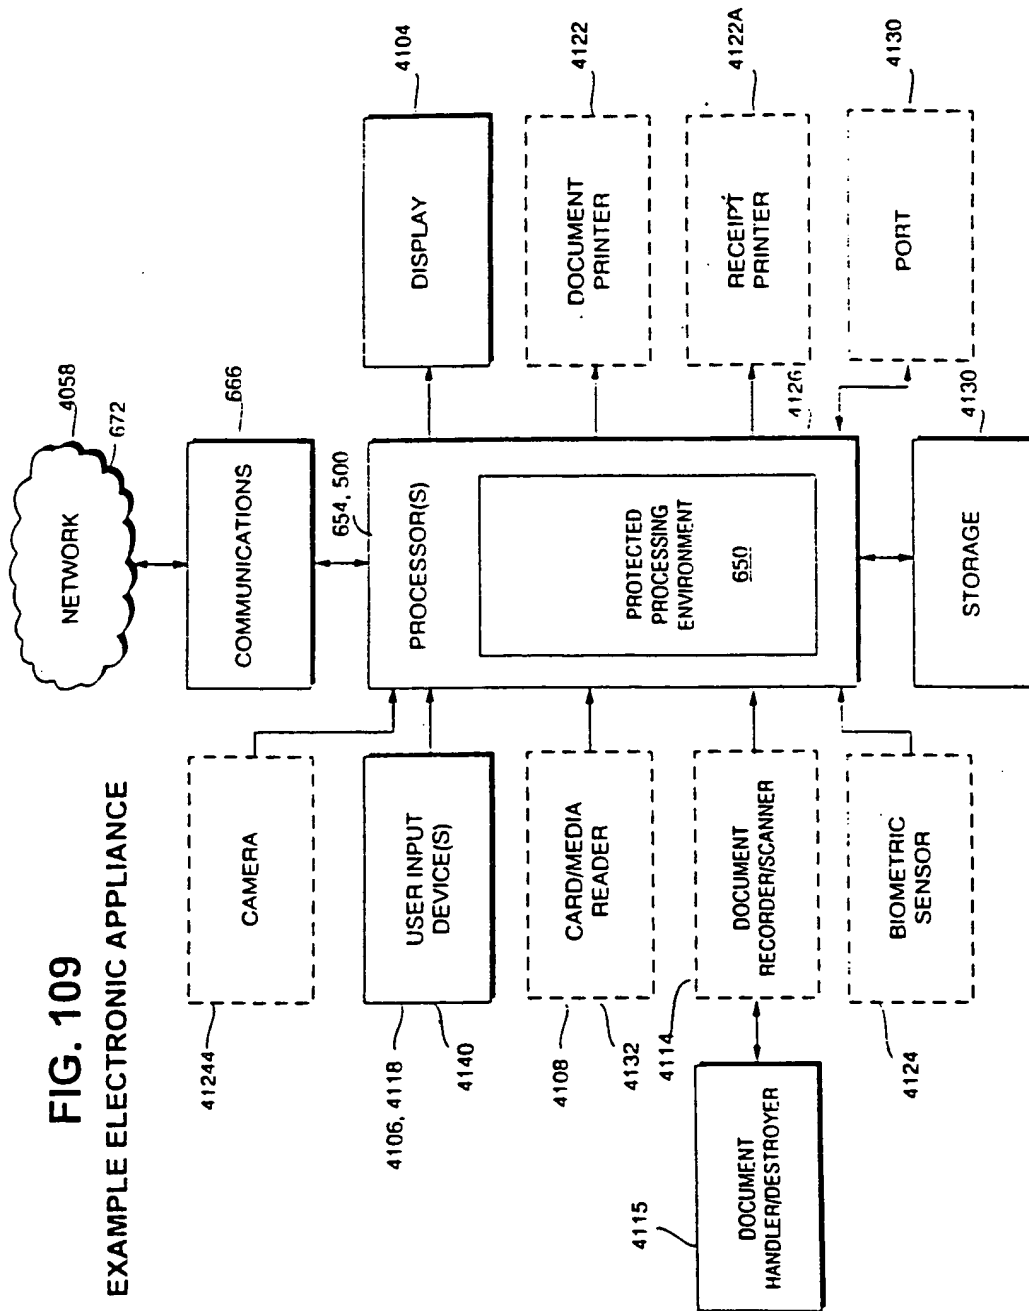 FIG. 109
EXAMPLE ELECTRONIC APPLIANCE
4058
672
NETWORK
666
COMMUNICATIONS
654, 500
PROCESSOR(S)
PROTECTED
PROCESSING
ENVIRONMENT
650
4126
4124A
CAMERA
4106, 4118
4140
USER INPUT
DEVICE(S)
4108
4132
CARD/MEDIA
READER
4114
DOCUMENT
RECORDER/SCANNER
4115
DOCUMENT
HANDLER/DESTROYER
4124
BIOMETRIC
SENSOR
4104
DISPLAY
4122
DOCUMENT
PRINTER
4122A
RECEIPT
PRINTER
4130
PORT
4130
STORAGE